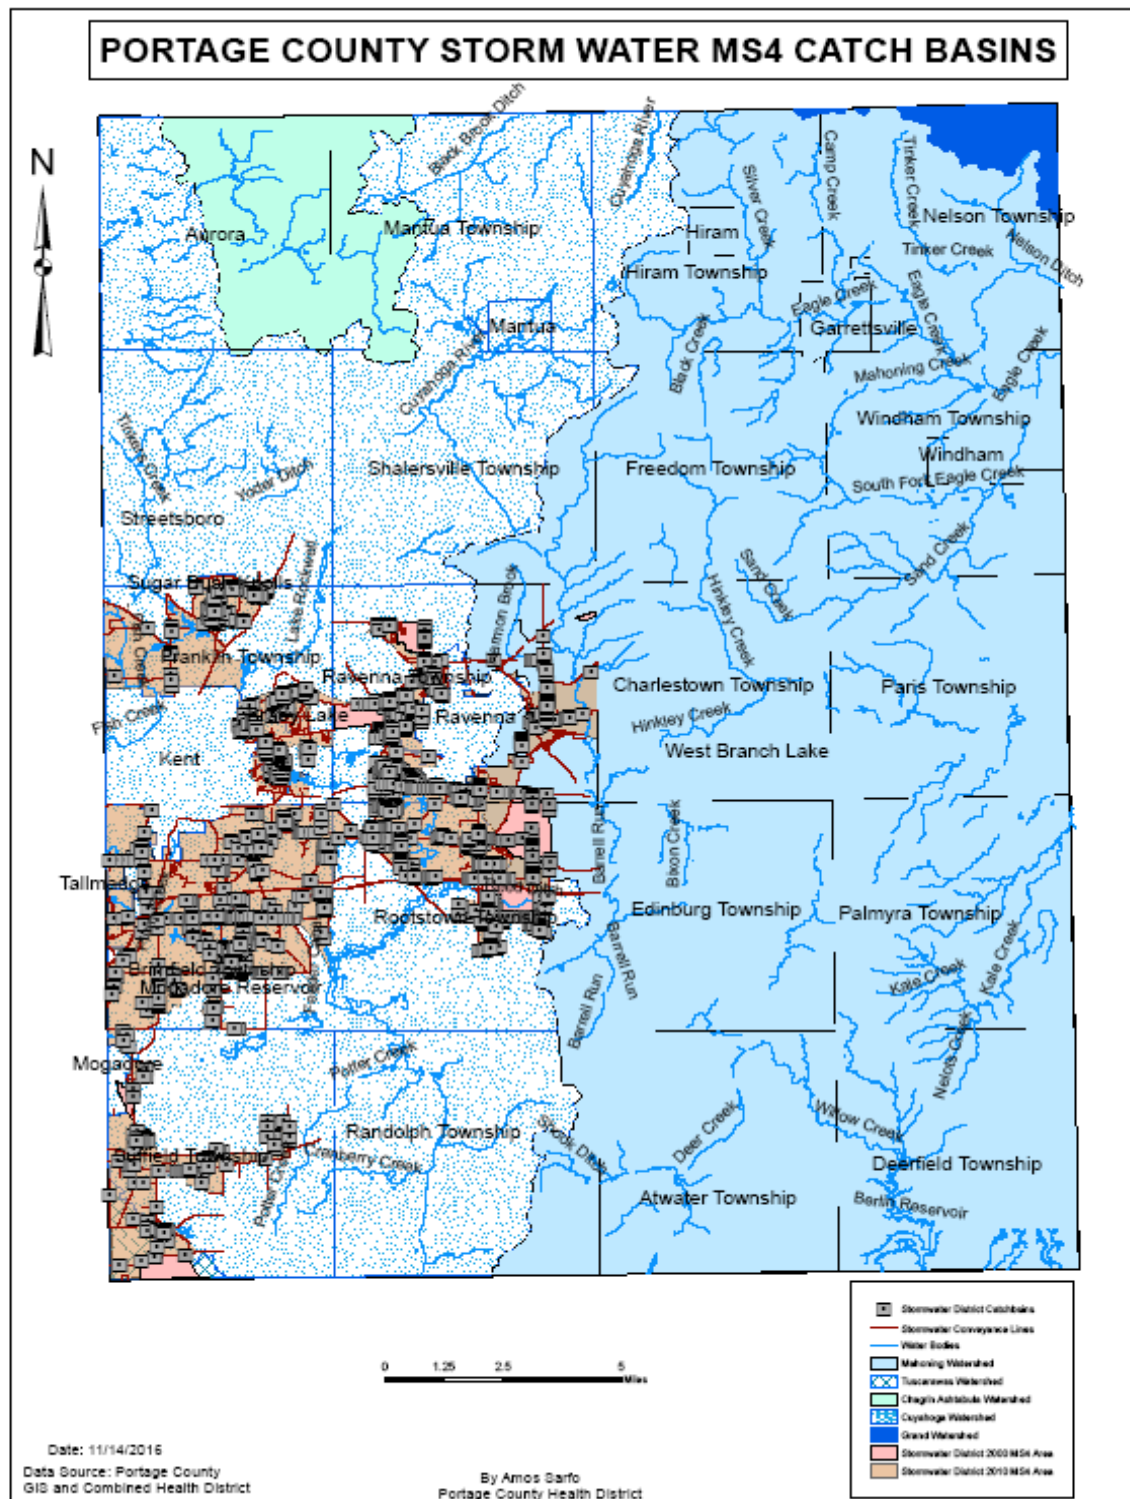 PORTAGE COUNTY STORM WATER MS4 CATCH BASINS
N
Black Brook Ditch
Cuyahoga River
Silver Creek
Camp Creek
Tinker Creek
Nelson Township
Aurora
Mantua Township
Hiram
Tinker Creek
Nelson Ditch
Hiram Township
Eagle Creek
Eagle Creek
Mantua
Garrettsville
Cuyahoga River
Black Creek
Mahoning Creek
Eagle Creek
Windham Township
Tinkers Creek
Windham
Shalersville Township
Freedom Township
Yoder Ditch
South Fork Eagle Creek
Streetsboro
Sand Creek
Sand Creek
Lake Rockwell
Hinkley Creek
Franklin Township
Ravenna Township
Charlestown Township
Paris Township
Ravenna
Hinkley Creek
Fish Creek
Kent
West Branch Lake
Barrell Run
Bixon Creek
Rootstown Township
Edinburg Township
Palmyra Township
Barrell Run
Kale Creek
Kale Creek
Mogadore Reservoir
Barrell Run
Potter Creek
Mogadore
Willow Creek
Deer Creek
Randolph Township
Cranberry Creek
Suffield Township
Deerfield Township
Atwater Township
Berlin Reservoir
0 1.25 2.5 5
Miles
Stormwater District Catchbasins
Stormwater Conveyance Lines
Water Bodies
Mahoning Watershed
Tuscarawas Watershed
Chagrin Ashtabula Watershed
Cuyahoga Watershed
Grand Watershed
Stormwater District 2000 MS4 Area
Stormwater District 2010 MS4 Area
Date: 11/14/2016
Data Source: Portage County
GIS and Combined Health District
By Amos Sarfo
Portage County Health District